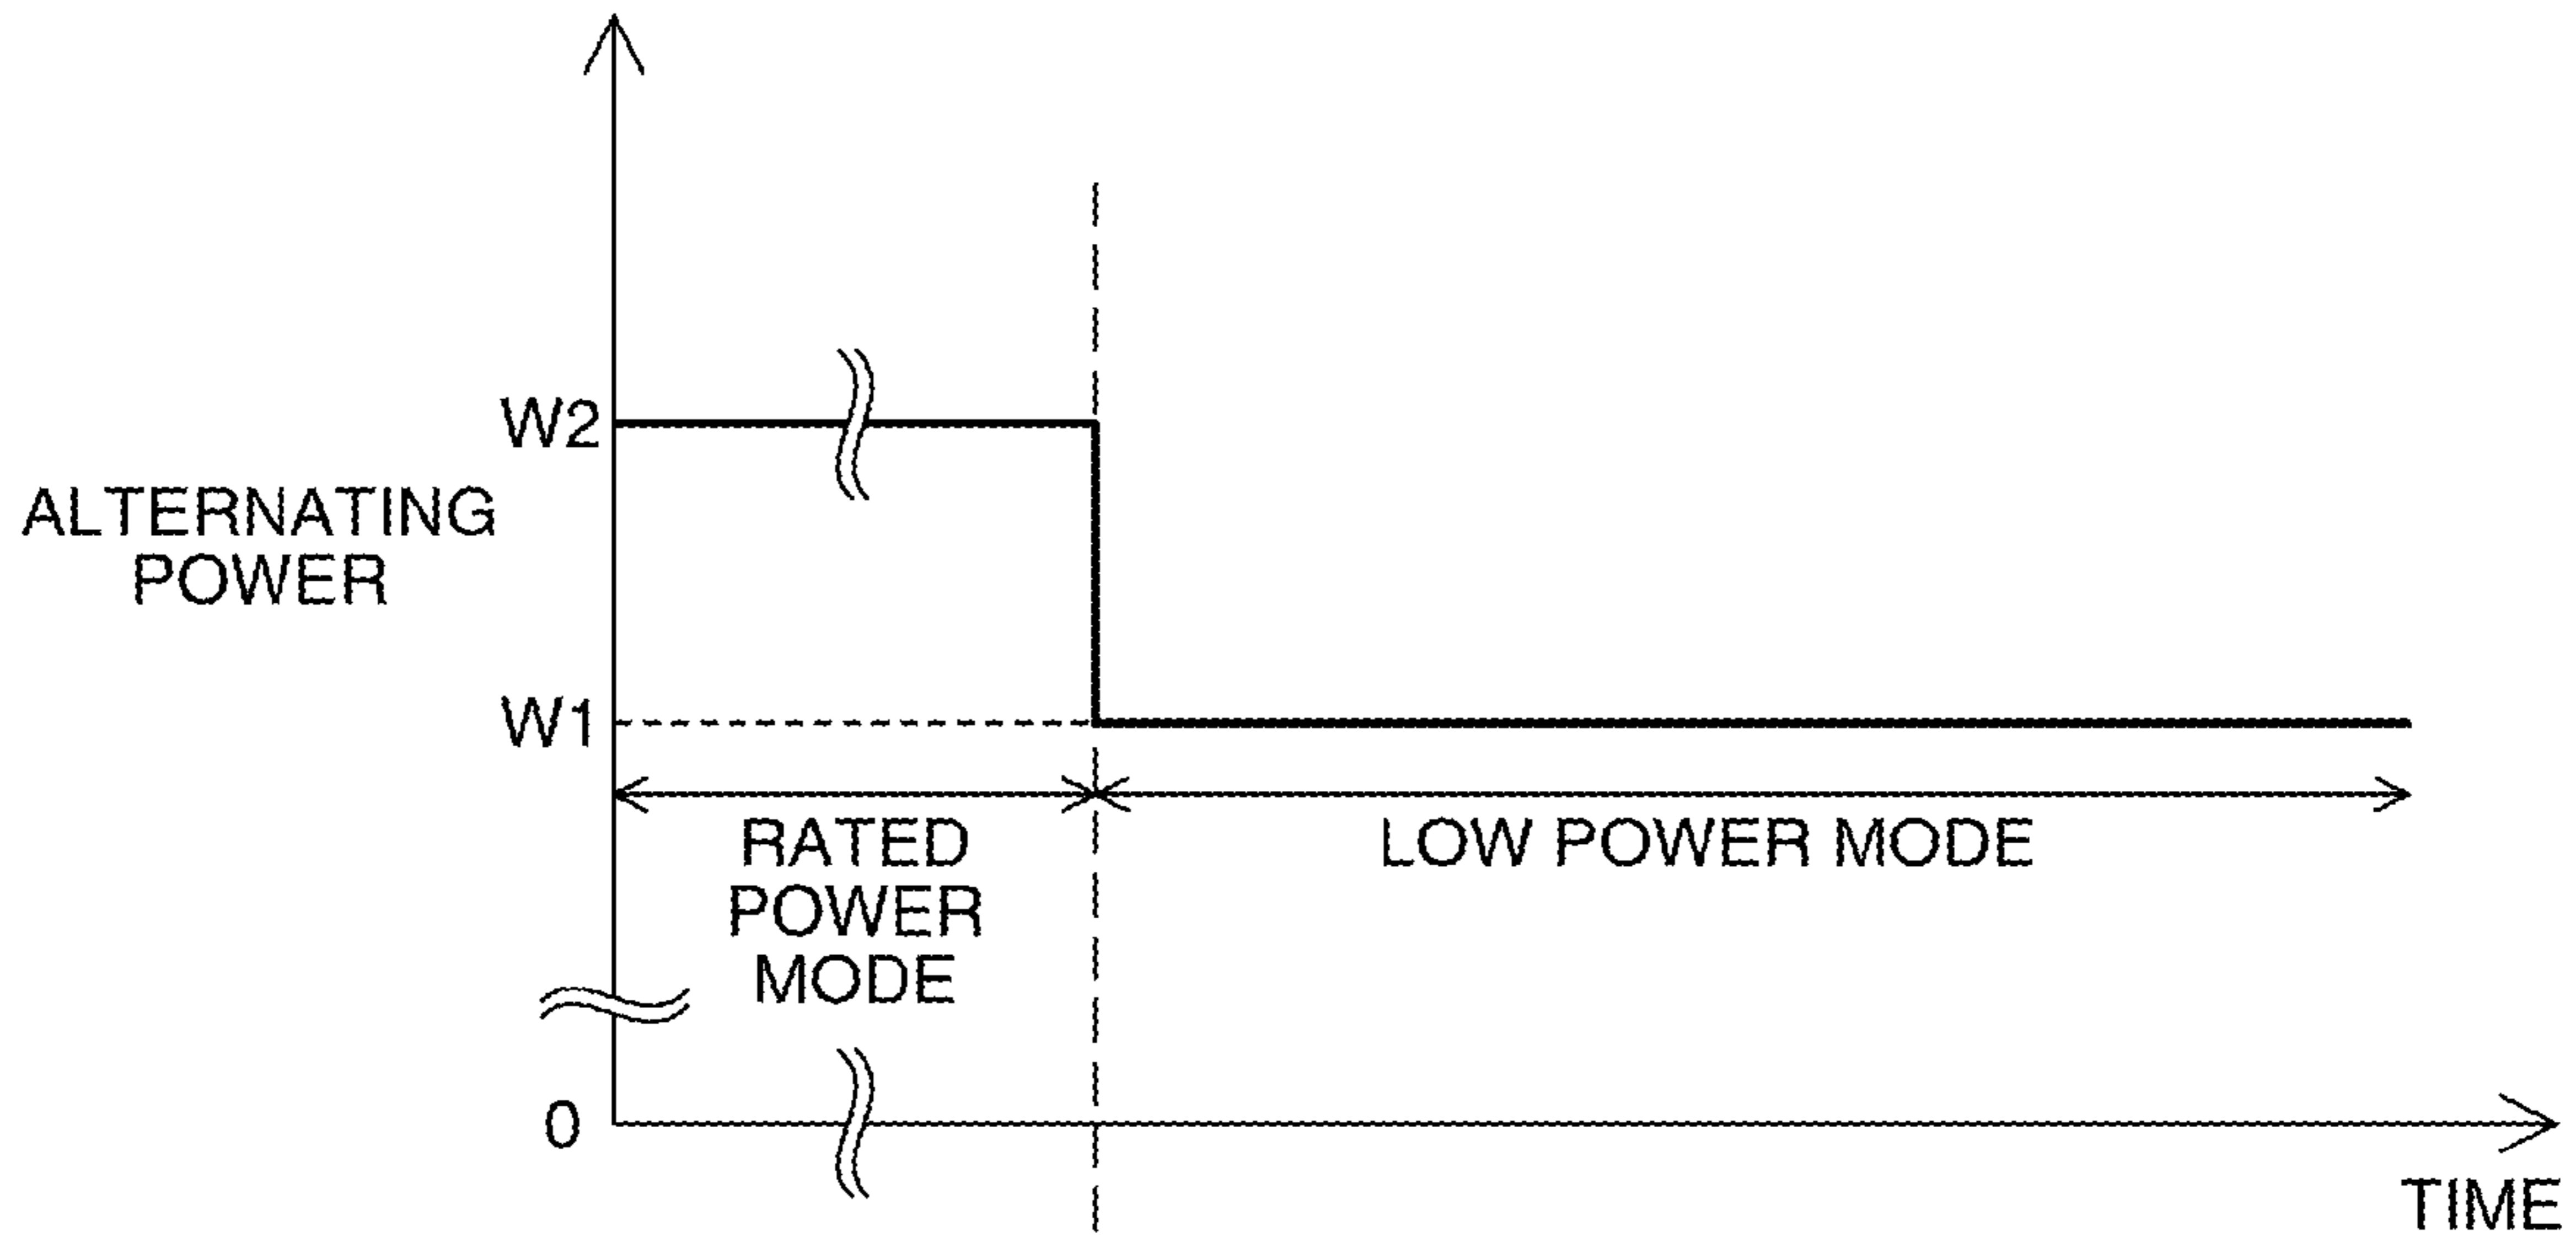 W2
ALTERNATING
POWER
W1
RATED
POWER
MODE
LOW POWER MODE
0
TIME